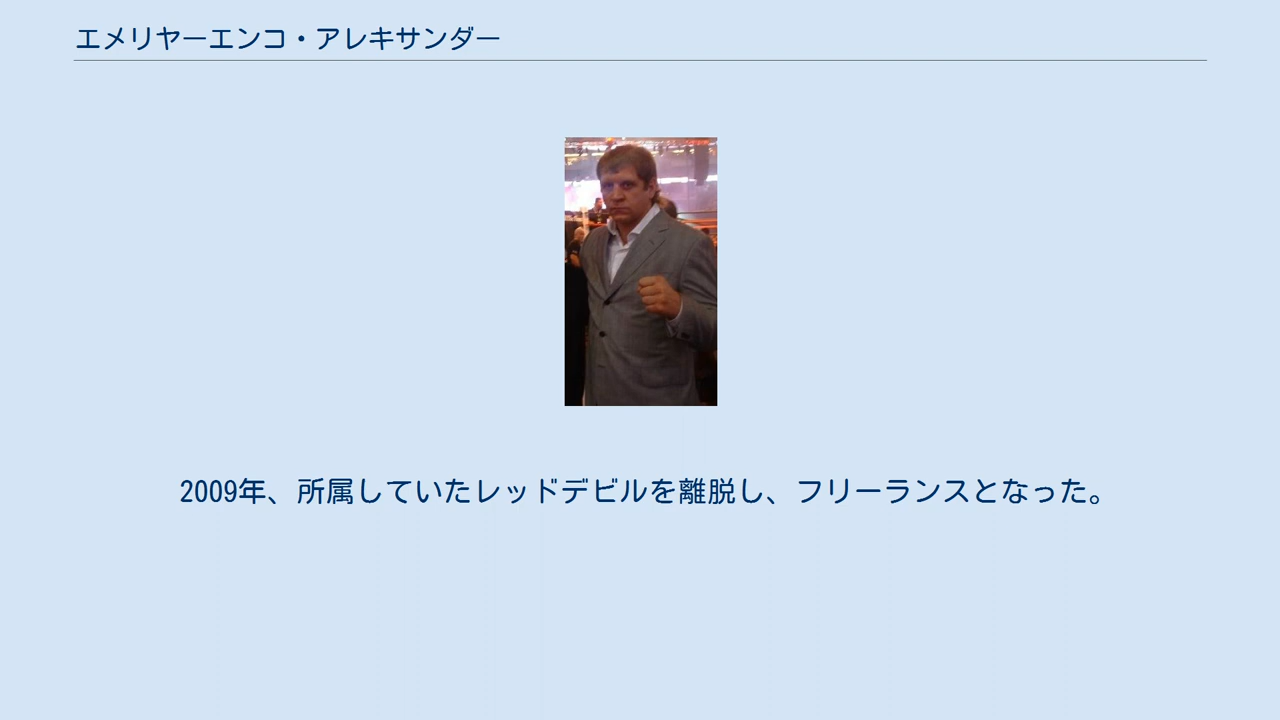 エメリヤーエンコ・アレキサンダー
2009年、所属していたレッドデビルを離脱し、フリーランスとなった。